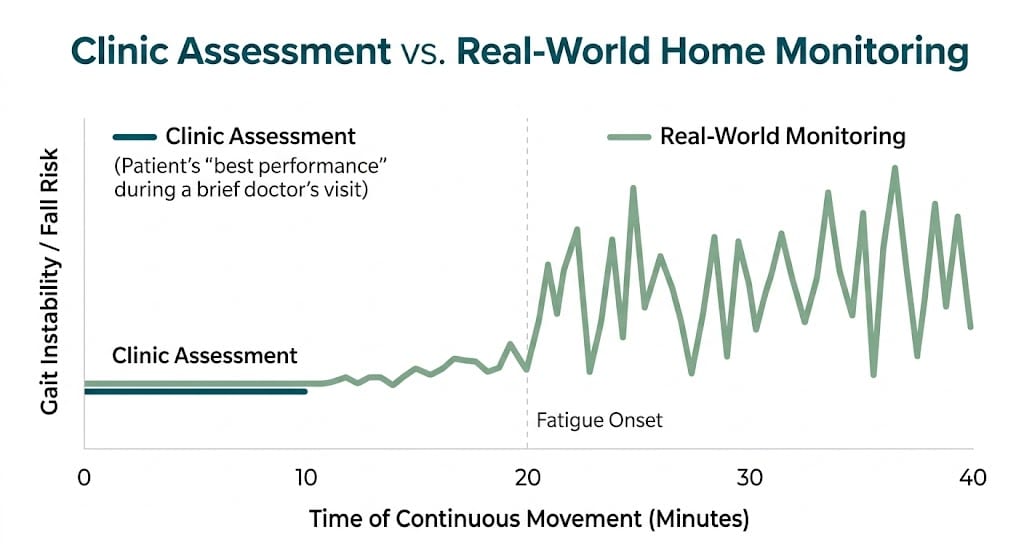 Clinic Assessment vs. Real-World Home Monitoring
Clinic Assessment
(Patient's “best performance”
during a brief doctor's visit)
Real-World Monitoring
Gait Instability / Fall Risk
Clinic Assessment
Fatigue Onset
0 10 20 30 40
Time of Continuous Movement (Minutes)